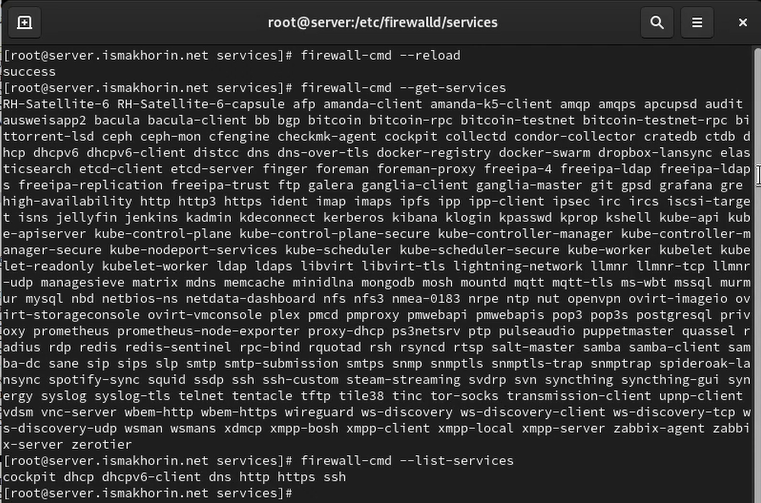 root@server:/etc/firewalld/services
[root@server.ismakhorin.net services]# firewall-cmd --reload
success
[root@server.ismakhorin.net services]# firewall-cmd --get-services
RH-Satellite-6 RH-Satellite-6-capsule afp amanda-client amanda-k5-client amqp amqps apcupsd audit
ausweisapp2 bacula bacula-client bb bgp bitcoin bitcoin-rpc bitcoin-testnet bitcoin-testnet-rpc bi
ttorrent-lsd ceph ceph-mon cfengine checkmk-agent cockpit collectd condor-collector cratedb ctdb d
hcp dhcpv6 dhcpv6-client distcc dns dns-over-tls docker-registry docker-swarm dropbox-lansync elas
ticsearch etcd-client etcd-server finger foreman foreman-proxy freeipa-4 freeipa-ldap freeipa-ldap
s freeipa-replication freeipa-trust ftp galera ganglia-client ganglia-master git gpsd grafana gre
high-availability http http3 https ident imap imaps ipfs ipp ipp-client ipsec irc ircs iscsi-targe
t isns jellyfin jenkins kadmin kdeconnect kerberos kibana klogin kpasswd kprop kshell kube-api kub
e-apiserver kube-control-plane kube-control-plane-secure kube-controller-manager kube-controller-m
anager-secure kube-nodeport-services kube-scheduler kube-scheduler-secure kube-worker kubelet kube
let-readonly kubelet-worker ldap ldaps libvirt libvirt-tls lightning-network llmnr llmnr-tcp llmnr
-udp managesieve matrix mdns memcache minidlna mongodb mosh mountd mqtt mqtt-tls ms-wbt mssql murm
ur mysql nbd netbios-ns netdata-dashboard nfs nfs3 nmea-0183 nrpe ntp nut openvpn ovirt-imageio ov
irt-storageconsole ovirt-vmconsole plex pmcd pmproxy pmwebapi pmwebapis pop3 pop3s postgresql priv
oxy prometheus prometheus-node-exporter proxy-dhcp ps3netsrv ptp pulseaudio puppetmaster quassel r
adius rdp redis redis-sentinel rpc-bind rquotad rsh rsyncd rtsp salt-master samba samba-client sam
ba-dc sane sip sips slp smtp smtp-submission smtps snmp snmptls snmptls-trap snmptrap spideroak-la
nsync spotify-sync squid ssdp ssh ssh-custom steam-streaming svdrp svn syncthing syncthing-gui syn
ergy syslog syslog-tls telnet tentacle tftp tile38 tinc tor-socks transmission-client upnp-client
vdsm vnc-server wbem-http wbem-https wireguard ws-discovery ws-discovery-client ws-discovery-tcp w
s-discovery-udp wsman wsmans xdmcp xmpp-bosh xmpp-client xmpp-local xmpp-server zabbix-agent zabbi
x-server zerotier
[root@server.ismakhorin.net services]# firewall-cmd --list-services
cockpit dhcp dhcpv6-client dns http https ssh
[root@server.ismakhorin.net services]#